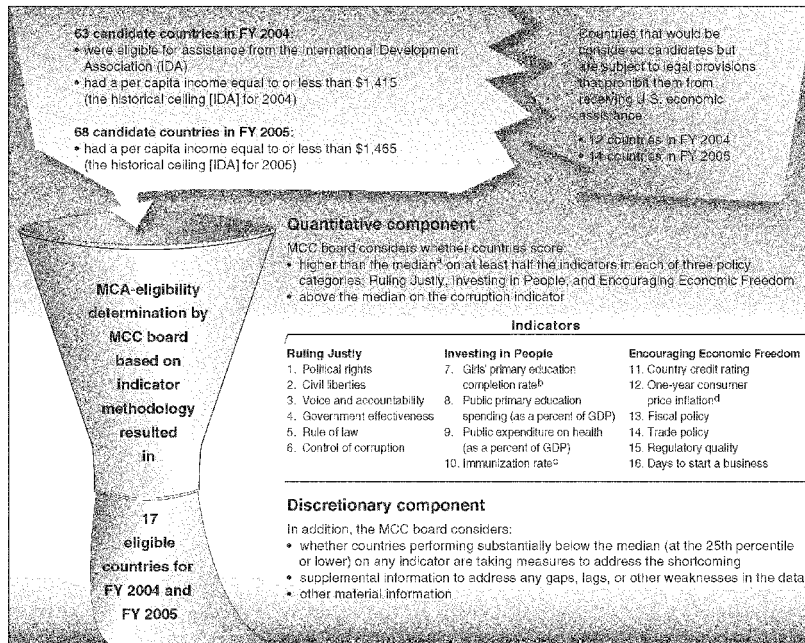 63 candidate countries in FY 2004:
• were eligible for assistance from the International Development
Association (IDA)
• had a per capita income equal to or less than $1,415
(the historical ceiling [IDA] for 2004)
68 candidate countries in FY 2005:
• had a per capita income equal to or less than $1,465
(the historical ceiling [IDA] for 2005)
Countries that would be
considered candidates but
are subject to legal provisions
that prohibit them from
receiving U.S. economic
assistance
• 12 countries in FY 2004
• 14 countries in FY 2005
MCA-eligibility
determination by
MCC board
based on
indicator
methodology
resulted
in
17
eligible
countries for
FY 2004 and
FY 2005
Quantitative component
MCC board considers whether countries score:
• higher than the medianᵃ on at least half the indicators in each of three policy
categories: Ruling Justly, Investing in People, and Encouraging Economic Freedom
• above the median on the corruption indicator
Indicators
Ruling Justly
1. Political rights
2. Civil liberties
3. Voice and accountability
4. Government effectiveness
5. Rule of law
6. Control of corruption
Investing in People
7. Girls' primary education
completion rateᵇ
8. Public primary education
spending (as a percent of GDP)
9. Public expenditure on health
(as a percent of GDP)
10. Immunization rateᶜ
Encouraging Economic Freedom
11. Country credit rating
12. One-year consumer
price inflationᵈ
13. Fiscal policy
14. Trade policy
15. Regulatory quality
16. Days to start a business
Discretionary component
In addition, the MCC board considers:
• whether countries performing substantially below the median (at the 25th percentile
or lower) on any indicator are taking measures to address the shortcoming
• supplemental information to address any gaps, lags, or other weaknesses in the data
• other material information